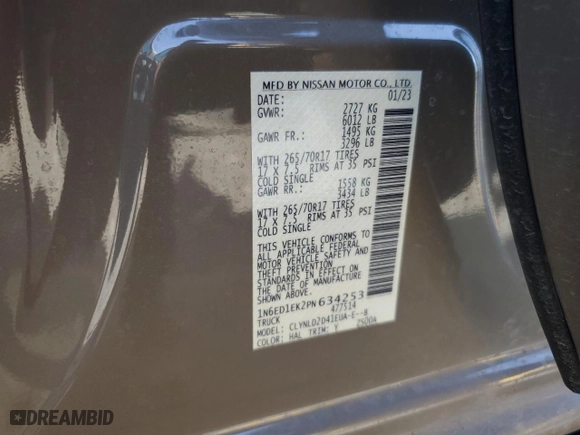 MFD BY NISSAN MOTOR CO., LTD.
DATE: 01/23
GVWR: 2727 KG
6012 LB
GAWR FR.: 1495 KG
3296 LB
WITH 265/70R17 TIRES
17 X 7.5 RIMS AT 35 PSI
COLD SINGLE
GAWR RR.: 1558 KG
3434 LB
WITH 265/70R17 TIRES
17 X 7.5 RIMS AT 35 PSI
COLD SINGLE
THIS VEHICLE CONFORMS TO
ALL APPLICABLE FEDERAL
MOTOR VEHICLE SAFETY AND
THEFT PREVENTION
STANDARDS IN EFFECT ON
THE DATE OF MANUFACTURE
1N6ED1EK2PN634253
TRUCK 477514
MODEL: CLYNLD2D41EUA-E--B
COLOR: HAL TRIM: Y 2S00A
DREAMBID